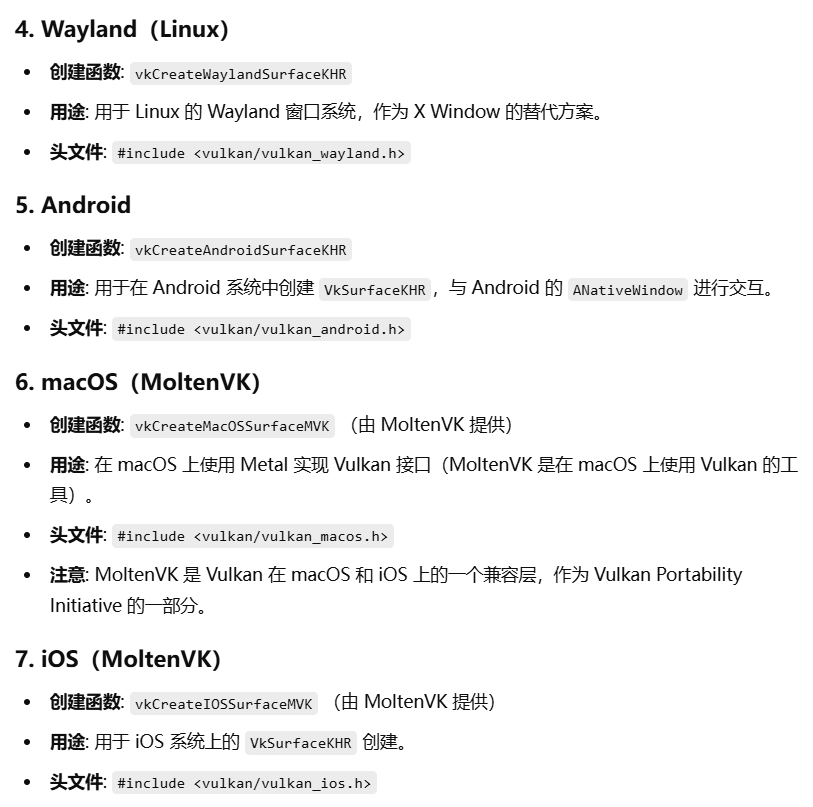 4. Wayland（Linux）
• 创建函数: vkCreateWaylandSurfaceKHR
• 用途: 用于 Linux 的 Wayland 窗口系统，作为 X Window 的替代方案。
• 头文件: #include <vulkan/vulkan_wayland.h>
5. Android
• 创建函数: vkCreateAndroidSurfaceKHR
• 用途: 用于在 Android 系统中创建 VkSurfaceKHR，与 Android 的 ANativeWindow 进行交互。
• 头文件: #include <vulkan/vulkan_android.h>
6. macOS（MoltenVK）
• 创建函数: vkCreateMacOSSurfaceMVK （由 MoltenVK 提供）
• 用途: 在 macOS 上使用 Metal 实现 Vulkan 接口（MoltenVK 是在 macOS 上使用 Vulkan 的工
具）。
• 头文件: #include <vulkan/vulkan_macos.h>
• 注意: MoltenVK 是 Vulkan 在 macOS 和 iOS 上的一个兼容层，作为 Vulkan Portability
Initiative 的一部分。
7. iOS（MoltenVK）
• 创建函数: vkCreateIOSSurfaceMVK （由 MoltenVK 提供）
• 用途: 用于 iOS 系统上的 VkSurfaceKHR 创建。
• 头文件: #include <vulkan/vulkan_ios.h>